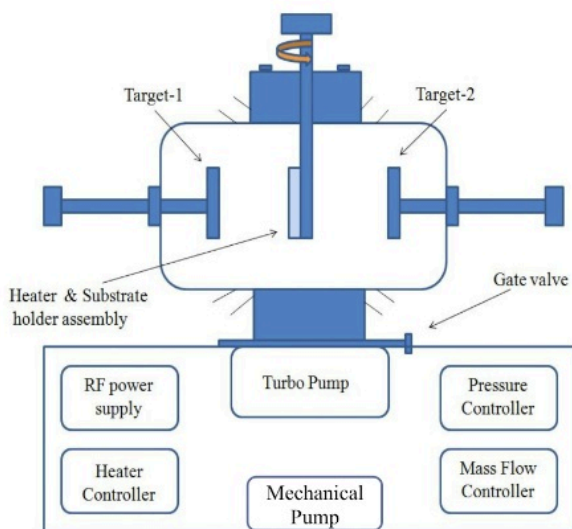 Target-1
Target-2
Heater & Substrate
holder assembly
Gate valve
RF power
supply
Turbo Pump
Pressure
Controller
Heater
Controller
Mechanical
Pump
Mass Flow
Controller